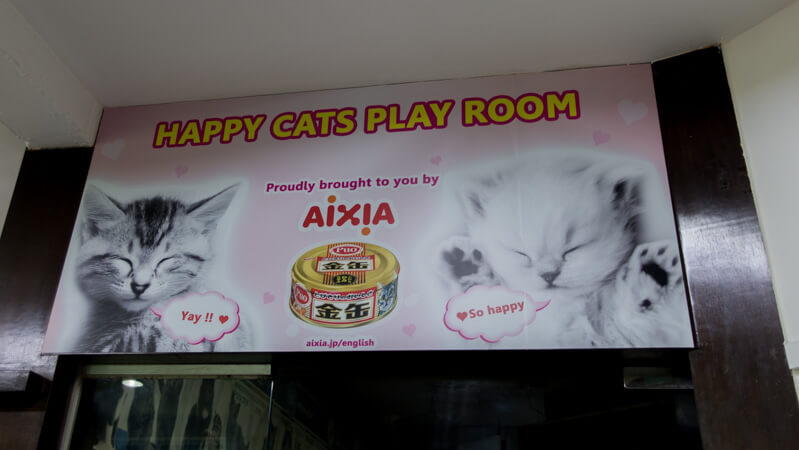 HAPPY CATS PLAY ROOM
Proudly brought to you by
AIXIA
金缶
金缶
Yay !!
So happy
aixia.jp/english